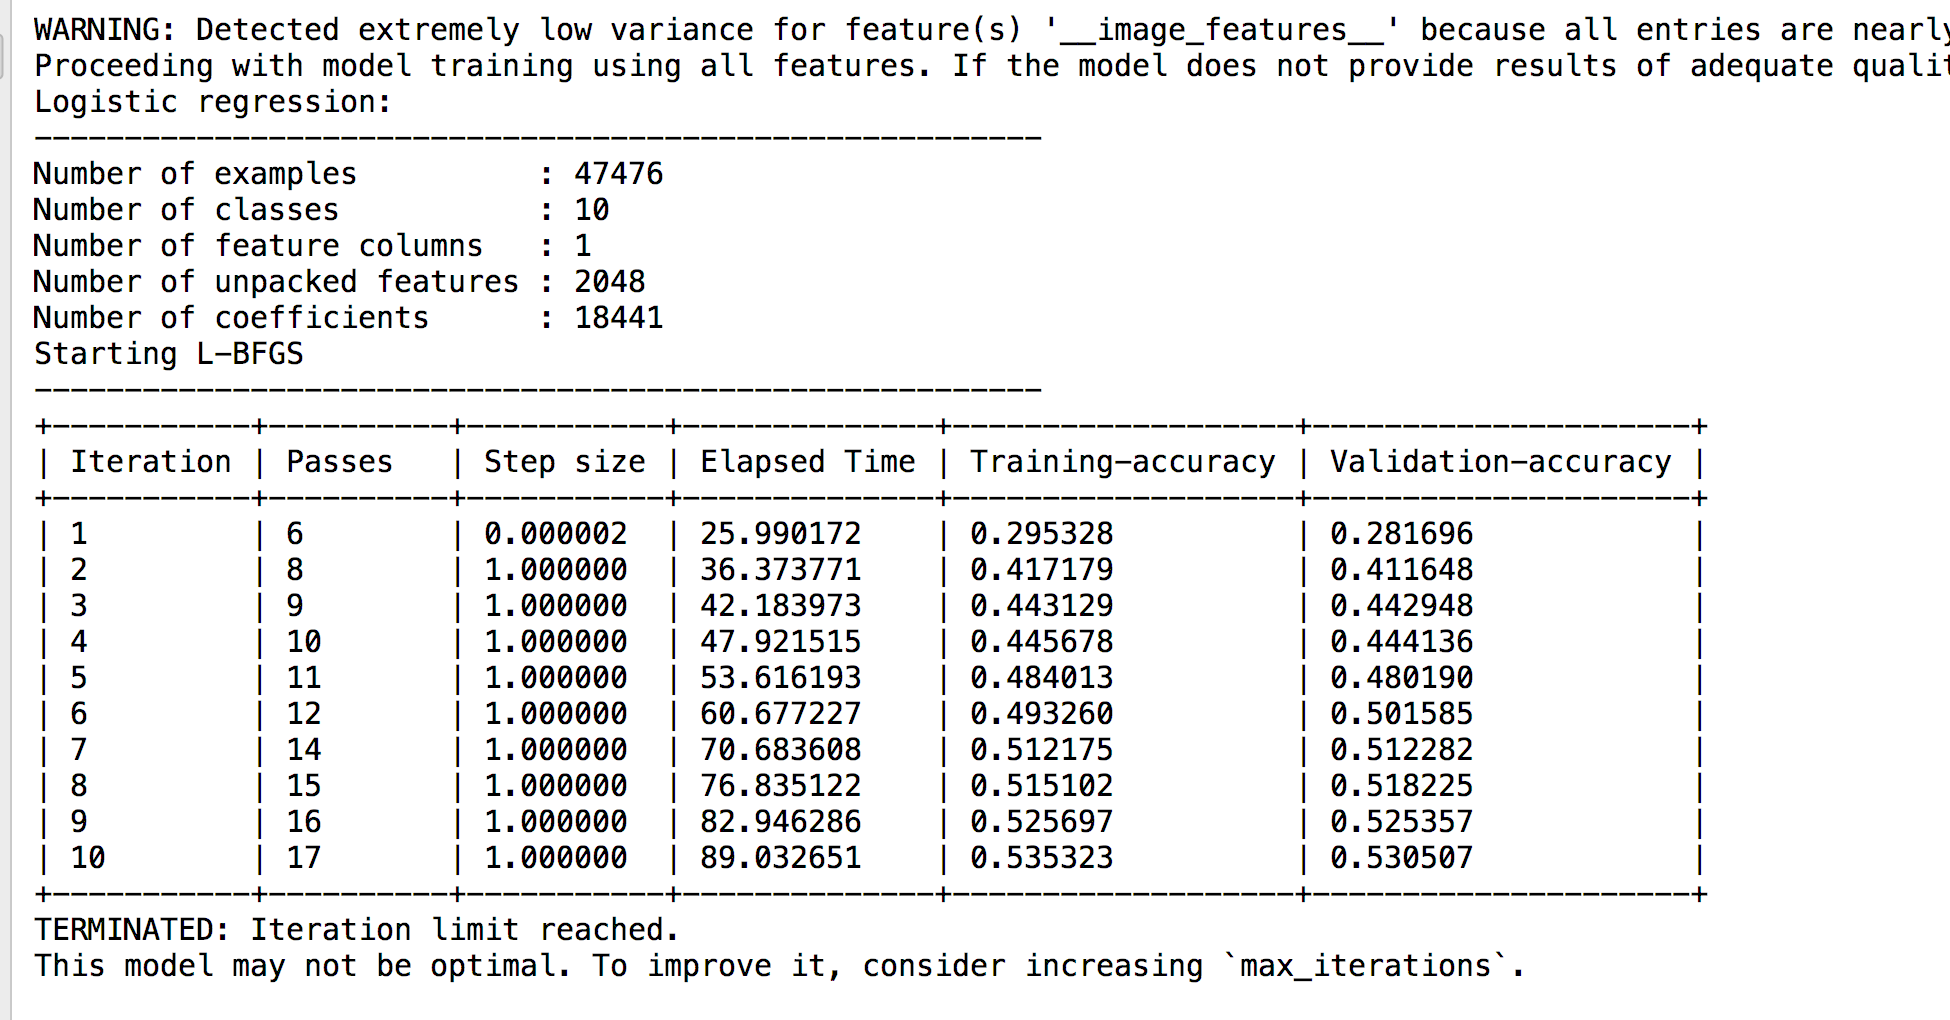 WARNING: Detected extremely low variance for feature(s) '__image_features__' because all entries are nearly
Proceeding with model training using all features. If the model does not provide results of adequate
Logistic regression:
--------------------------------------------------------
Number of examples          : 47476
Number of classes           : 10
Number of feature columns   : 1
Number of unpacked features : 2048
Number of coefficients      : 18441
Starting L-BFGS
--------------------------------------------------------
+-----------+----------+-----------+--------------+-------------------+---------------------+
| Iteration | Passes   | Step size | Elapsed Time | Training-accuracy | Validation-accuracy |
+-----------+----------+-----------+--------------+-------------------+---------------------+
| 1         | 6        | 0.000002  | 25.990172    | 0.295328          | 0.281696            |
| 2         | 8        | 1.000000  | 36.373771    | 0.417179          | 0.411648            |
| 3         | 9        | 1.000000  | 42.183973    | 0.443129          | 0.442948            |
| 4         | 10       | 1.000000  | 47.921515    | 0.445678          | 0.444136            |
| 5         | 11       | 1.000000  | 53.616193    | 0.484013          | 0.480190            |
| 6         | 12       | 1.000000  | 60.677227    | 0.493260          | 0.501585            |
| 7         | 14       | 1.000000  | 70.683608    | 0.512175          | 0.512282            |
| 8         | 15       | 1.000000  | 76.835122    | 0.515102          | 0.518225            |
| 9         | 16       | 1.000000  | 82.946286    | 0.525697          | 0.525357            |
| 10        | 17       | 1.000000  | 89.032651    | 0.535323          | 0.530507            |
+-----------+----------+-----------+--------------+-------------------+---------------------+
TERMINATED: Iteration limit reached.
This model may not be optimal. To improve it, consider increasing `max_iterations`.